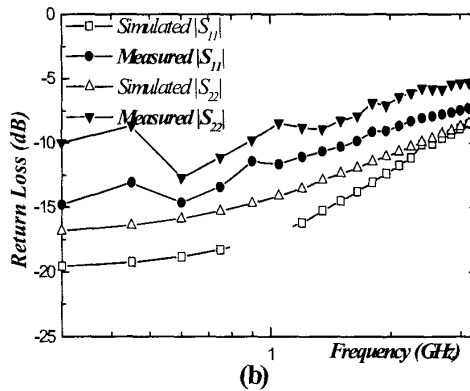 0
-5
-10
-15
-20
-25
Return Loss (dB)
Simulated |S11|
Measured |S11|
Simulated |S22|
Measured |S22|
1
Frequency (GHz)
(b)